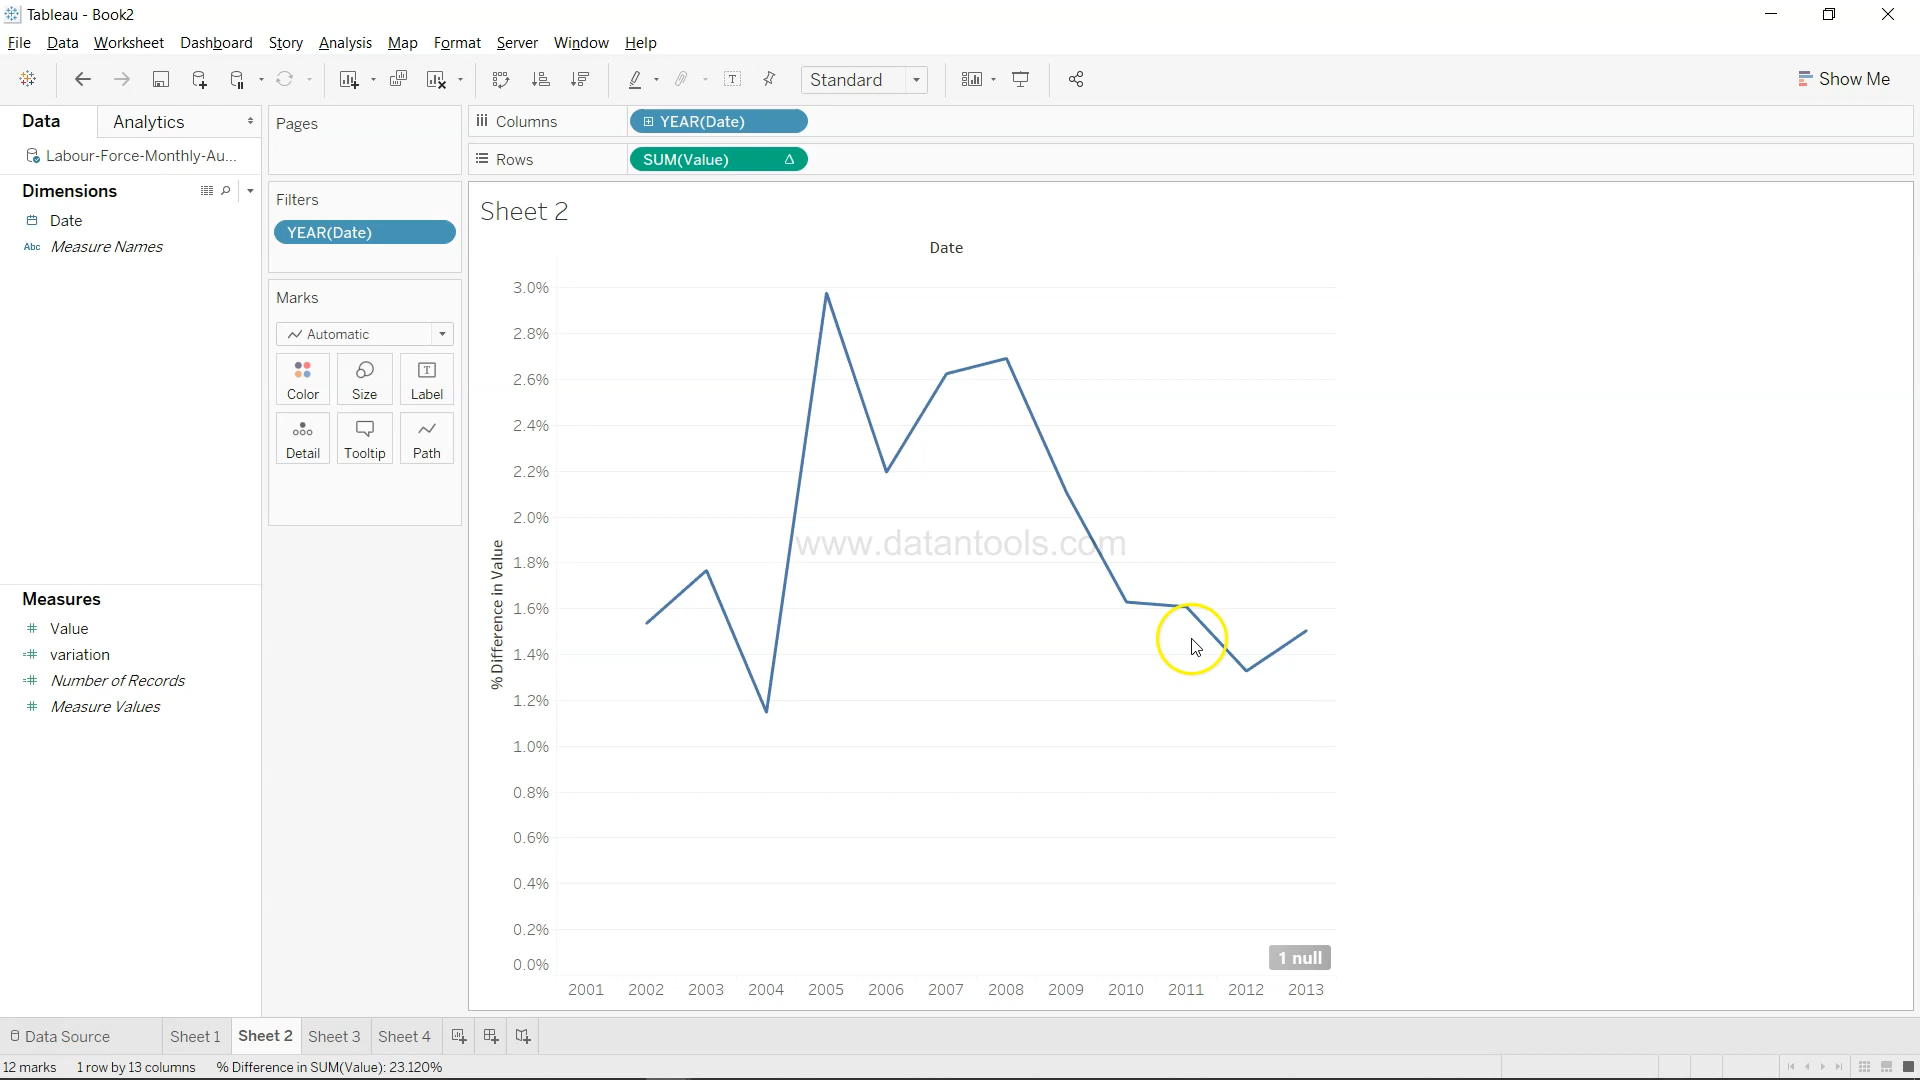 Tableau - Book2
File Data Worksheet Dashboard Story Analysis Map Format Server Window Help
Standard
Show Me
Data Analytics
Labour-Force-Monthly-Au...
Dimensions
Date
Abc Measure Names
Measures
Value
variation
Number of Records
Measure Values
Pages
Filters
YEAR(Date)
Marks
Automatic
Color Size Label
Detail Tooltip Path
Columns YEAR(Date)
Rows SUM(Value) Δ
Sheet 2
Date
% Difference in Value
3.0%
2.8%
2.6%
2.4%
2.2%
2.0%
1.8%
1.6%
1.4%
1.2%
1.0%
0.8%
0.6%
0.4%
0.2%
0.0%
www.datantools.com
1 null
2001 2002 2003 2004 2005 2006 2007 2008 2009 2010 2011 2012 2013
Data Source Sheet 1 Sheet 2 Sheet 3 Sheet 4
12 marks 1 row by 13 columns % Difference in SUM(Value): 23.120%